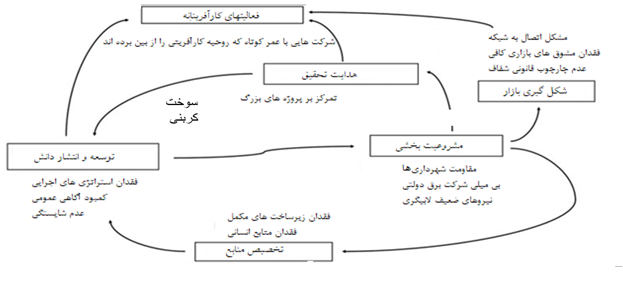 فعالیتهای کارآفرینانه
شرکت هایی با عمر کوتاه که روحیه کارآفرینی را از بین برده اند
مشکل اتصال به شبکه
فقدان مشوق های بازاری کافی
عدم چارچوب قانونی شفاف
شکل گیری بازار
هدایت تحقیق
تمرکز بر پروژه های بزرگ
سوخت
کربنی
توسعه و انتشار دانش
فقدان استراتژی های اجرایی
کمبود آگاهی عمومی
عدم شایستگی
مشروعیت بخشی
مقاومت شهرداری‌ها
بی میلی شرکت برق دولتی
نیروهای ضعیف لابیگری
فقدان زیرساخت های مکمل
فقدان منابع انسانی
تخصیص منابع